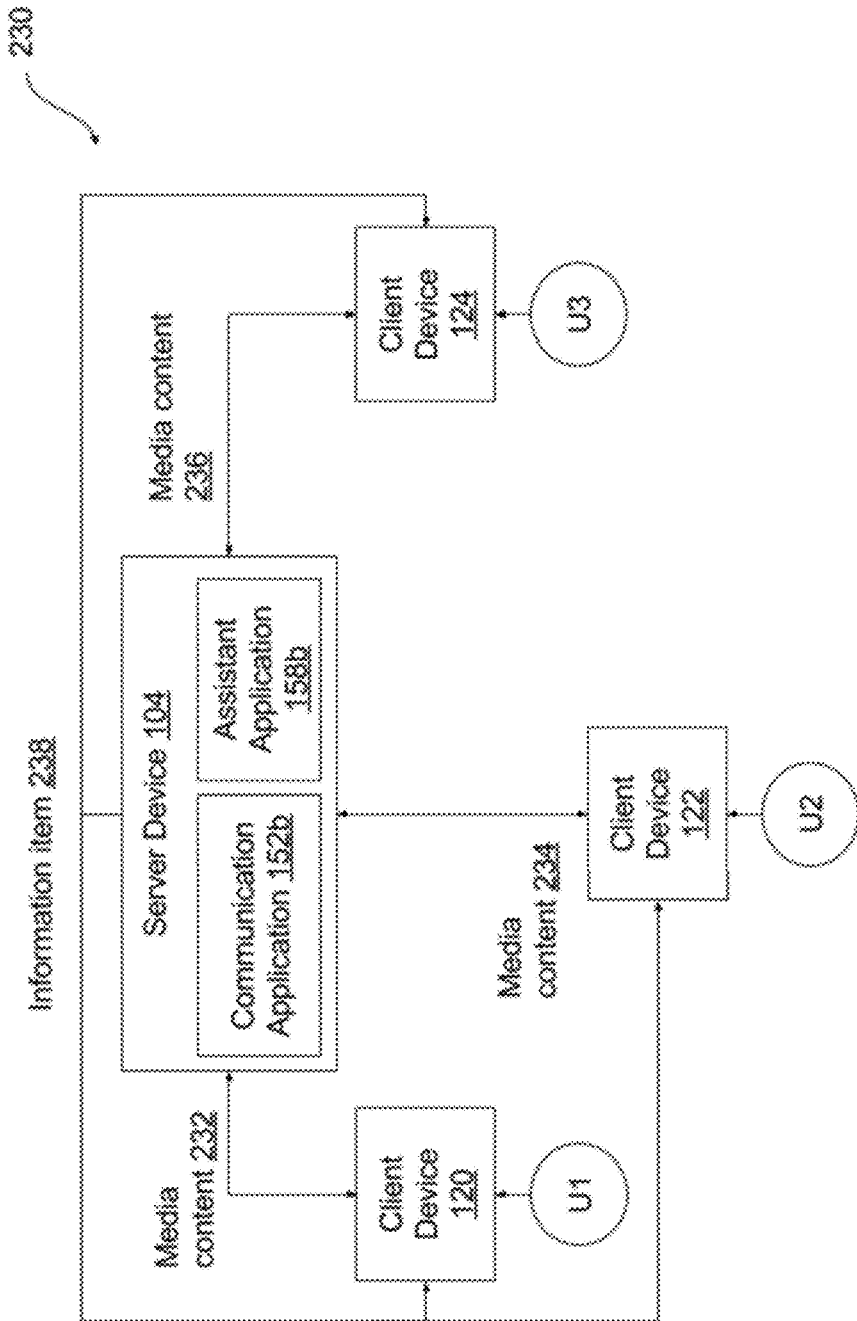 230
Information item 238
Server Device 104
Communication
Application 152b
Assistant
Application
158b
Media
content 232
Media content
236
Media
content 234
Client
Device
120
Client
Device
122
Client
Device
124
U1
U2
U3